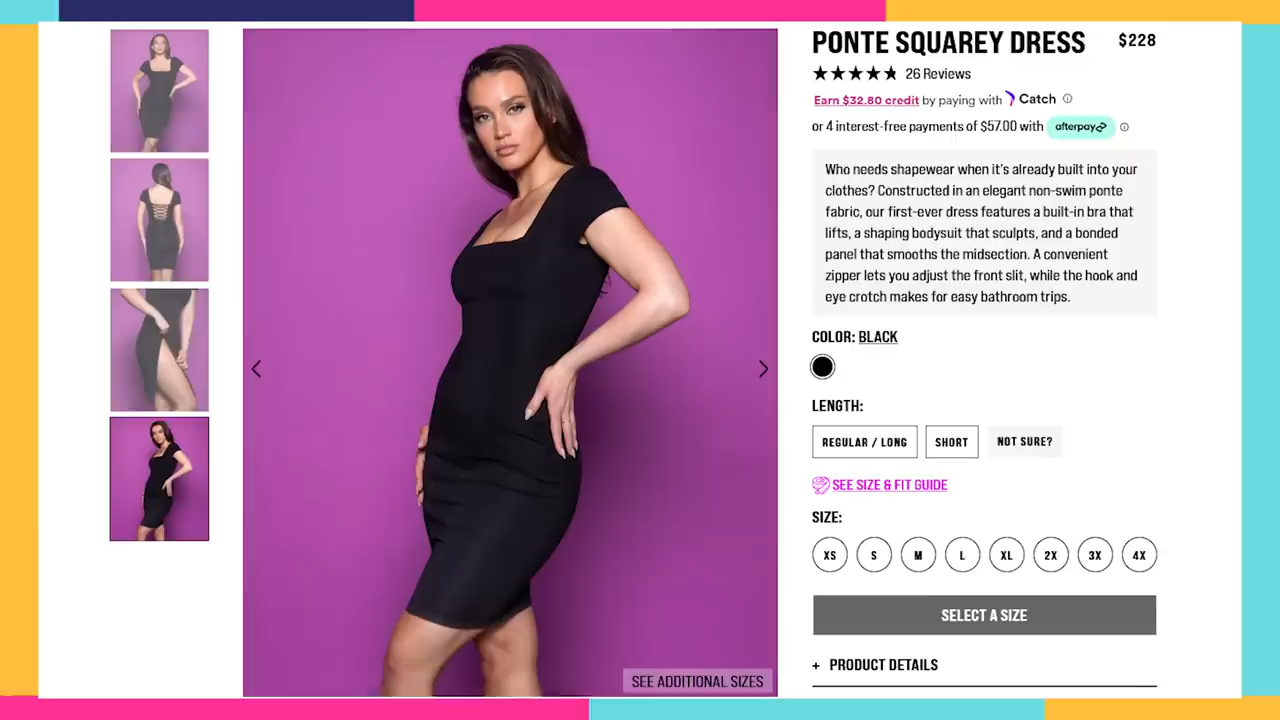 PONTE SQUAREY DRESS $228
26 Reviews
Earn $32.80 credit by paying with Catch
or 4 interest-free payments of $57.00 with afterpay
Who needs shapewear when it's already built into your
clothes? Constructed in an elegant non-swim ponte
fabric, our first-ever dress features a built-in bra that
lifts, a shaping bodysuit that sculpts, and a bonded
panel that smooths the midsection. A convenient
zipper lets you adjust the front slit, while the hook and
eye crotch makes for easy bathroom trips.
COLOR: BLACK
LENGTH:
REGULAR / LONG SHORT NOT SURE?
SEE SIZE & FIT GUIDE
SIZE:
XS S M L XL 2X 3X 4X
SELECT A SIZE
+ PRODUCT DETAILS
SEE ADDITIONAL SIZES